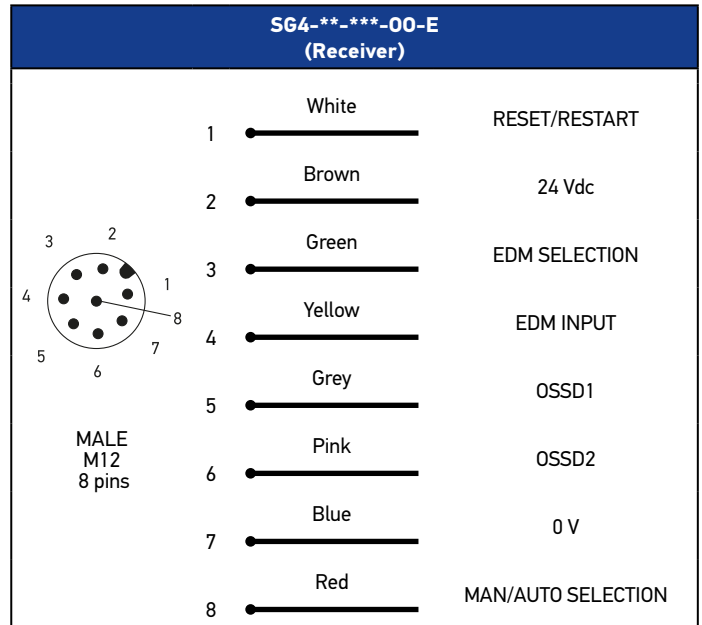 SG4-**-***-00-E
(Receiver)
1 White RESET/RESTART
2 Brown 24 Vdc
3 Green EDM SELECTION
4 Yellow EDM INPUT
5 Grey OSSD1
6 Pink OSSD2
7 Blue 0 V
8 Red MAN/AUTO SELECTION
3 2
1
4
8
7
5
6
MALE
M12
8 pins